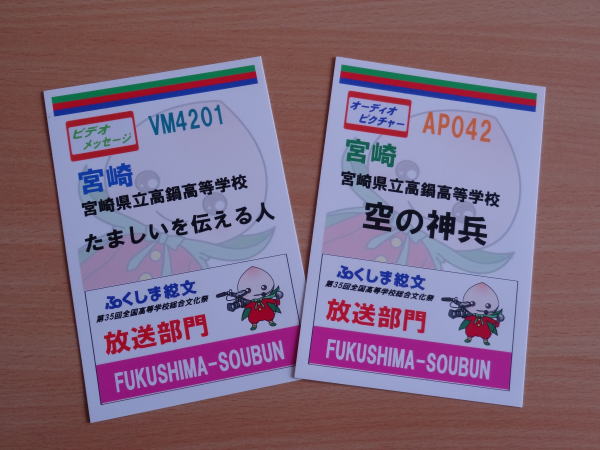 ビデオ
メッセージ
VM4201
宮崎
宮崎県立高鍋高等学校
たましいを伝える人
ふくしま総文
第35回全国高等学校総合文化祭
放送部門
FUKUSHIMA-SOUBUN
オーディオ
ピクチャー
AP042
宮崎
宮崎県立高鍋高等学校
空の神兵
ふくしま総文
第35回全国高等学校総合文化祭
放送部門
FUKUSHIMA-SOUBUN